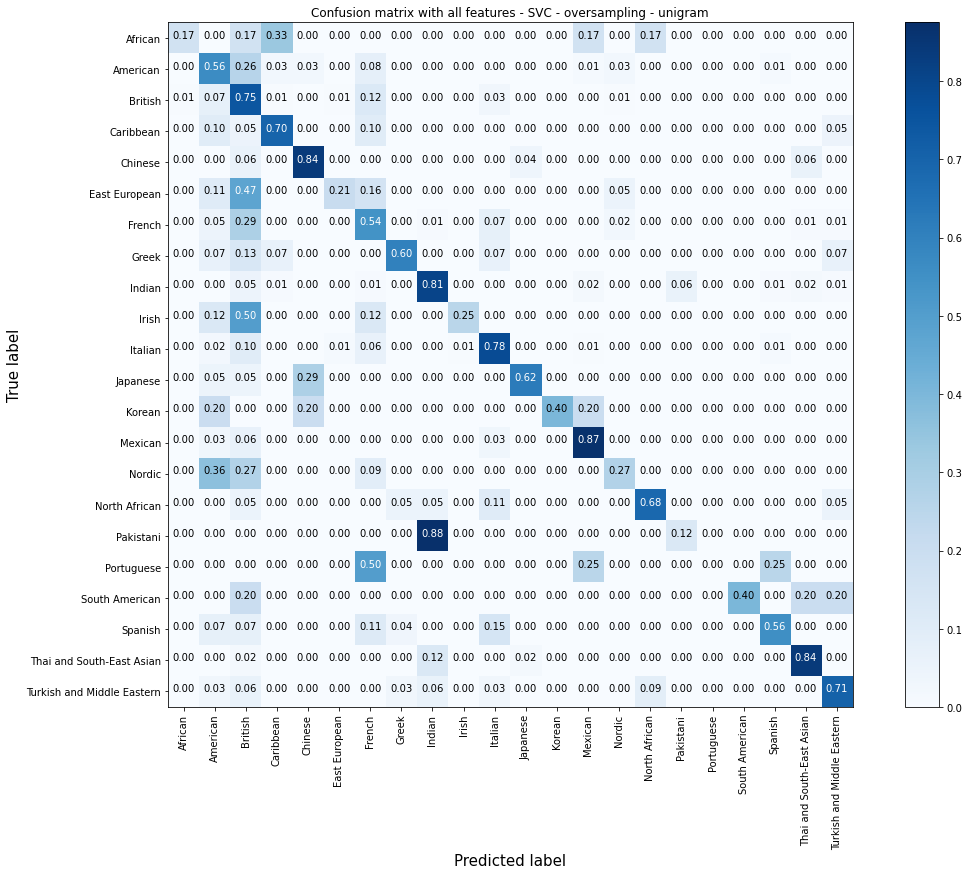 Confusion matrix with all features - SVC - oversampling - unigram
African 0.17 0.00 0.17 0.33 0.00 0.00 0.00 0.00 0.00 0.00 0.00 0.00 0.00 0.17 0.00 0.17 0.00 0.00 0.00 0.00 0.00 0.00
American 0.00 0.56 0.26 0.03 0.03 0.00 0.08 0.00 0.00 0.00 0.00 0.00 0.00 0.01 0.03 0.00 0.00 0.00 0.00 0.01 0.00 0.00
British 0.01 0.07 0.75 0.01 0.00 0.01 0.12 0.00 0.00 0.00 0.03 0.00 0.00 0.00 0.01 0.00 0.00 0.00 0.00 0.00 0.00 0.00
Caribbean 0.00 0.10 0.05 0.70 0.00 0.00 0.10 0.00 0.00 0.00 0.00 0.00 0.00 0.00 0.00 0.00 0.00 0.00 0.00 0.00 0.00 0.05
Chinese 0.00 0.00 0.06 0.00 0.84 0.00 0.00 0.00 0.00 0.00 0.00 0.04 0.00 0.00 0.00 0.00 0.00 0.00 0.00 0.00 0.06 0.00
East European 0.00 0.11 0.47 0.00 0.00 0.21 0.16 0.00 0.00 0.00 0.00 0.00 0.00 0.00 0.05 0.00 0.00 0.00 0.00 0.00 0.00 0.00
French 0.00 0.05 0.29 0.00 0.00 0.00 0.54 0.00 0.01 0.00 0.07 0.00 0.00 0.00 0.02 0.00 0.00 0.00 0.00 0.00 0.01 0.01
Greek 0.00 0.07 0.13 0.07 0.00 0.00 0.00 0.60 0.00 0.00 0.07 0.00 0.00 0.00 0.00 0.00 0.00 0.00 0.00 0.00 0.00 0.07
Indian 0.00 0.00 0.05 0.01 0.00 0.00 0.01 0.00 0.81 0.00 0.00 0.00 0.00 0.02 0.00 0.00 0.06 0.00 0.00 0.01 0.02 0.01
Irish 0.00 0.12 0.50 0.00 0.00 0.00 0.12 0.00 0.00 0.25 0.00 0.00 0.00 0.00 0.00 0.00 0.00 0.00 0.00 0.00 0.00 0.00
Italian 0.00 0.02 0.10 0.00 0.00 0.01 0.06 0.00 0.00 0.01 0.78 0.00 0.00 0.01 0.00 0.00 0.00 0.00 0.00 0.01 0.00 0.00
Japanese 0.00 0.05 0.05 0.00 0.29 0.00 0.00 0.00 0.00 0.00 0.00 0.62 0.00 0.00 0.00 0.00 0.00 0.00 0.00 0.00 0.00 0.00
Korean 0.00 0.20 0.00 0.00 0.20 0.00 0.00 0.00 0.00 0.00 0.00 0.00 0.40 0.20 0.00 0.00 0.00 0.00 0.00 0.00 0.00 0.00
Mexican 0.00 0.03 0.06 0.00 0.00 0.00 0.00 0.00 0.00 0.00 0.03 0.00 0.00 0.87 0.00 0.00 0.00 0.00 0.00 0.00 0.00 0.00
Nordic 0.00 0.36 0.27 0.00 0.00 0.00 0.09 0.00 0.00 0.00 0.00 0.00 0.00 0.00 0.27 0.00 0.00 0.00 0.00 0.00 0.00 0.00
North African 0.00 0.00 0.05 0.00 0.00 0.00 0.00 0.05 0.05 0.00 0.11 0.00 0.00 0.00 0.00 0.68 0.00 0.00 0.00 0.00 0.00 0.05
Pakistani 0.00 0.00 0.00 0.00 0.00 0.00 0.00 0.00 0.88 0.00 0.00 0.00 0.00 0.00 0.00 0.00 0.12 0.00 0.00 0.00 0.00 0.00
Portuguese 0.00 0.00 0.00 0.00 0.00 0.00 0.50 0.00 0.00 0.00 0.00 0.00 0.00 0.25 0.00 0.00 0.00 0.00 0.00 0.25 0.00 0.00
South American 0.00 0.00 0.20 0.00 0.00 0.00 0.00 0.00 0.00 0.00 0.00 0.00 0.00 0.00 0.00 0.00 0.00 0.00 0.40 0.00 0.20 0.20
Spanish 0.00 0.07 0.07 0.00 0.00 0.00 0.11 0.04 0.00 0.00 0.15 0.00 0.00 0.00 0.00 0.00 0.00 0.00 0.00 0.56 0.00 0.00
Thai and South-East Asian 0.00 0.00 0.02 0.00 0.00 0.00 0.00 0.00 0.12 0.00 0.00 0.02 0.00 0.00 0.00 0.00 0.00 0.00 0.00 0.00 0.84 0.00
Turkish and Middle Eastern 0.00 0.03 0.06 0.00 0.00 0.00 0.00 0.03 0.06 0.00 0.03 0.00 0.00 0.00 0.00 0.09 0.00 0.00 0.00 0.00 0.00 0.71
True label
African
American
British
Caribbean
Chinese
East European
French
Greek
Indian
Irish
Italian
Japanese
Korean
Mexican
Nordic
North African
Pakistani
Portuguese
South American
Spanish
Thai and South-East Asian
Turkish and Middle Eastern
Predicted label
0.8
0.7
0.6
0.5
0.4
0.3
0.2
0.1
0.0